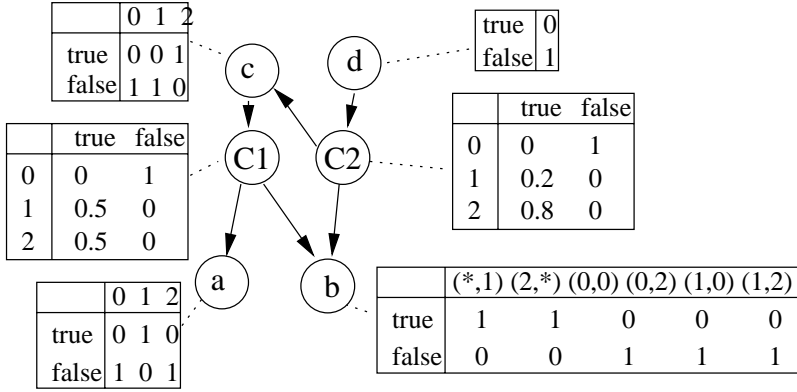 0 1 2
true 0 0 1
false 1 1 0
c
d
true 0
false 1
true false
0 0 1
1 0.5 0
2 0.5 0
C1
C2
true false
0 0 1
1 0.2 0
2 0.8 0
0 1 2
true 0 1 0
false 1 0 1
a
b
(*,1) (2,*) (0,0) (0,2) (1,0) (1,2)
true 1 1 0 0 0 0
false 0 0 1 1 1 1